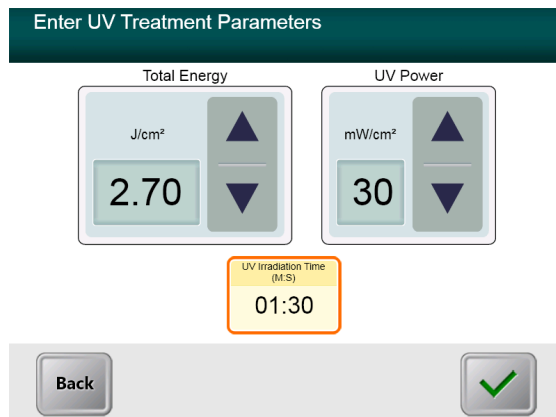 Enter UV Treatment Parameters
Total Energy
UV Power
J/cm²
mW/cm²
2.70
30
UV Irradiation Time
(M:S)
01:30
Back